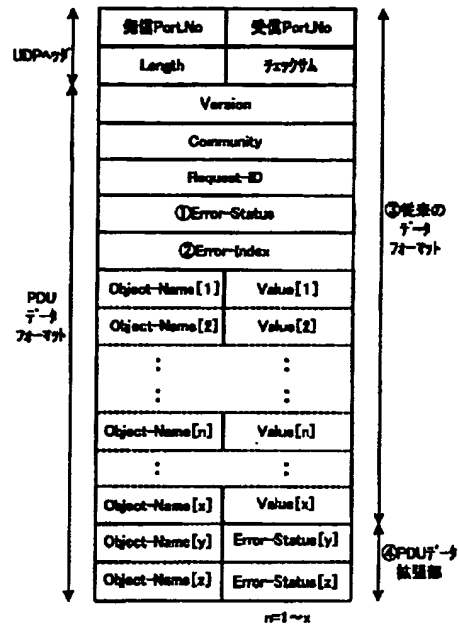 発信Port.No 受信Port.No
UDPヘッダ
Length チェックサム
Version
Community
Request-ID
①Error-Status
②Error-Index
③従来の
データ
フォーマット
Object-Name[1] Value[1]
PDU
データ
フォーマット
Object-Name[2] Value[2]
: :
: :
Object-Name[n] Value[n]
: :
Object-Name[x] Value[x]
Object-Name[y] Error-Status[y]
④PDUデータ
拡張部
Object-Name[z] Error-Status[z]
n=1~x